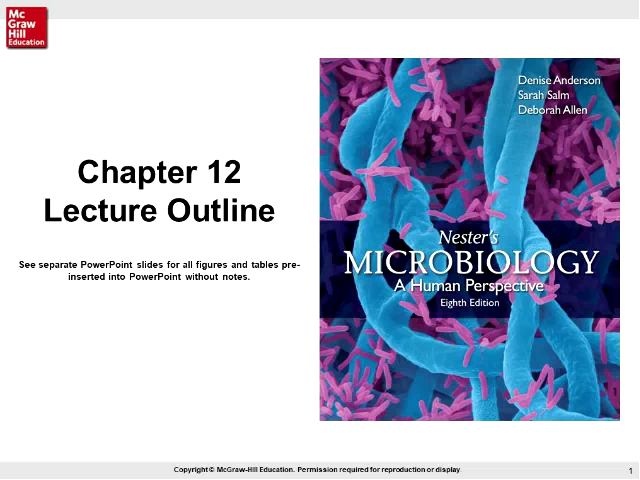 Mc
Graw
Hill
Education
Denise Anderson
Sarah Salm
Deborah Allen
Chapter 12
Lecture Outline
See separate PowerPoint slides for all figures and tables pre-
inserted into PowerPoint without notes.
Nester's
MICROBIOLOGY
A Human Perspective
Eighth Edition
Copyright © McGraw-Hill Education. Permission required for reproduction or display.
1